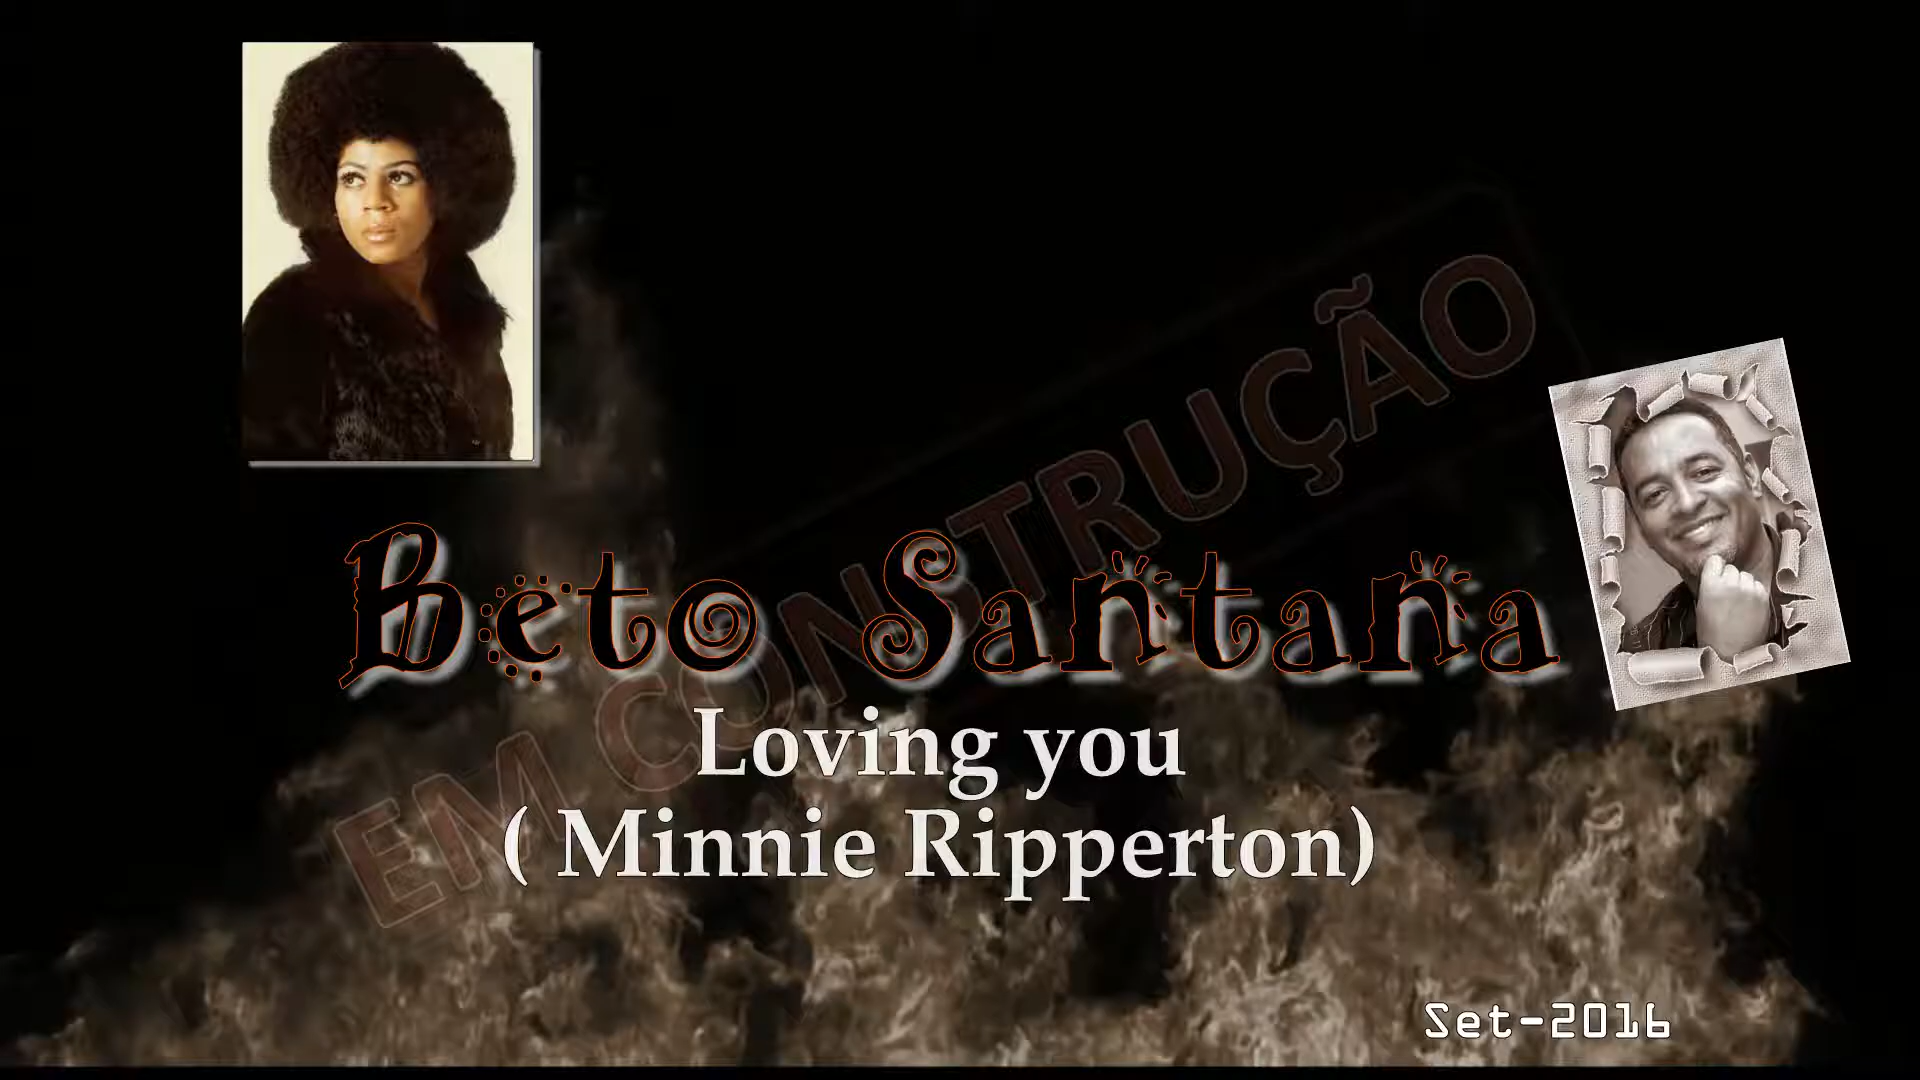 EM CONSTRUÇÃO
Beto Santana
Loving you
( Minnie Ripperton)
Set-2016